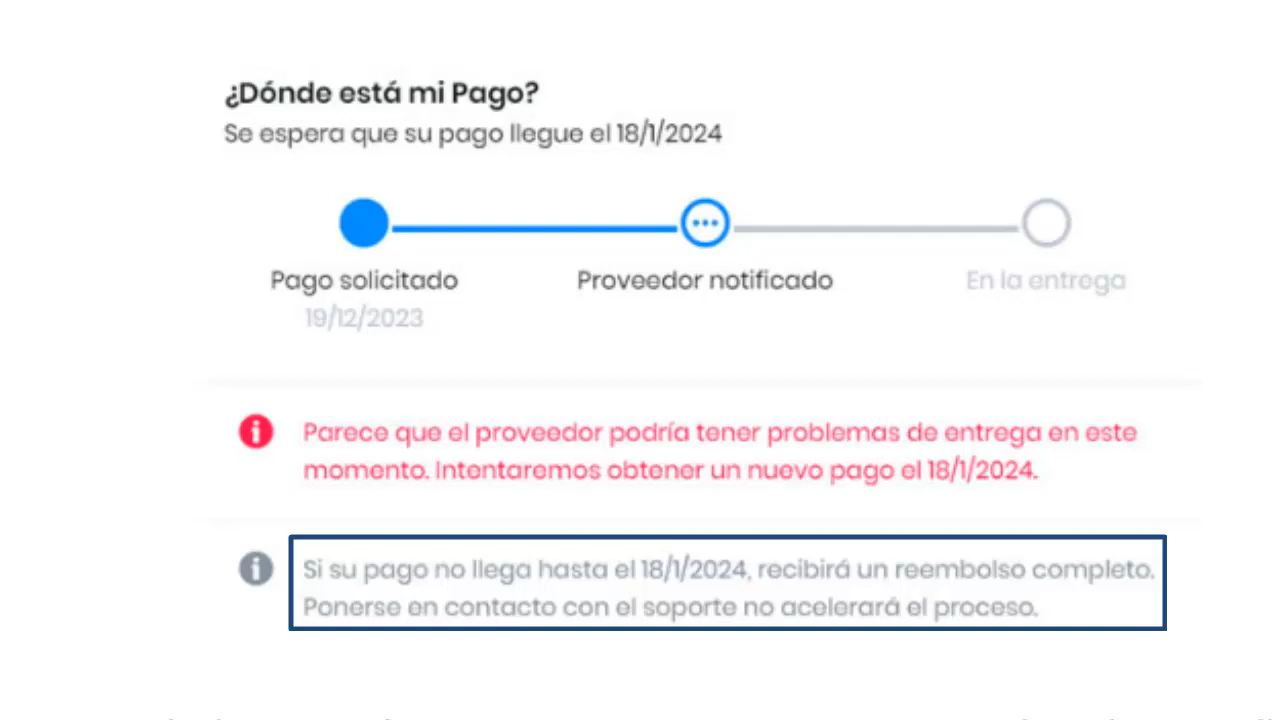 ¿Dónde está mi Pago?
Se espera que su pago llegue el 18/1/2024
Pago solicitado
Proveedor notificado
En la entrega
19/12/2023
Parece que el proveedor podría tener problemas de entrega en este
momento. Intentaremos obtener un nuevo pago el 18/1/2024.
Si su pago no llega hasta el 18/1/2024, recibirá un reembolso completo.
Ponerse en contacto con el soporte no acelerará el proceso.